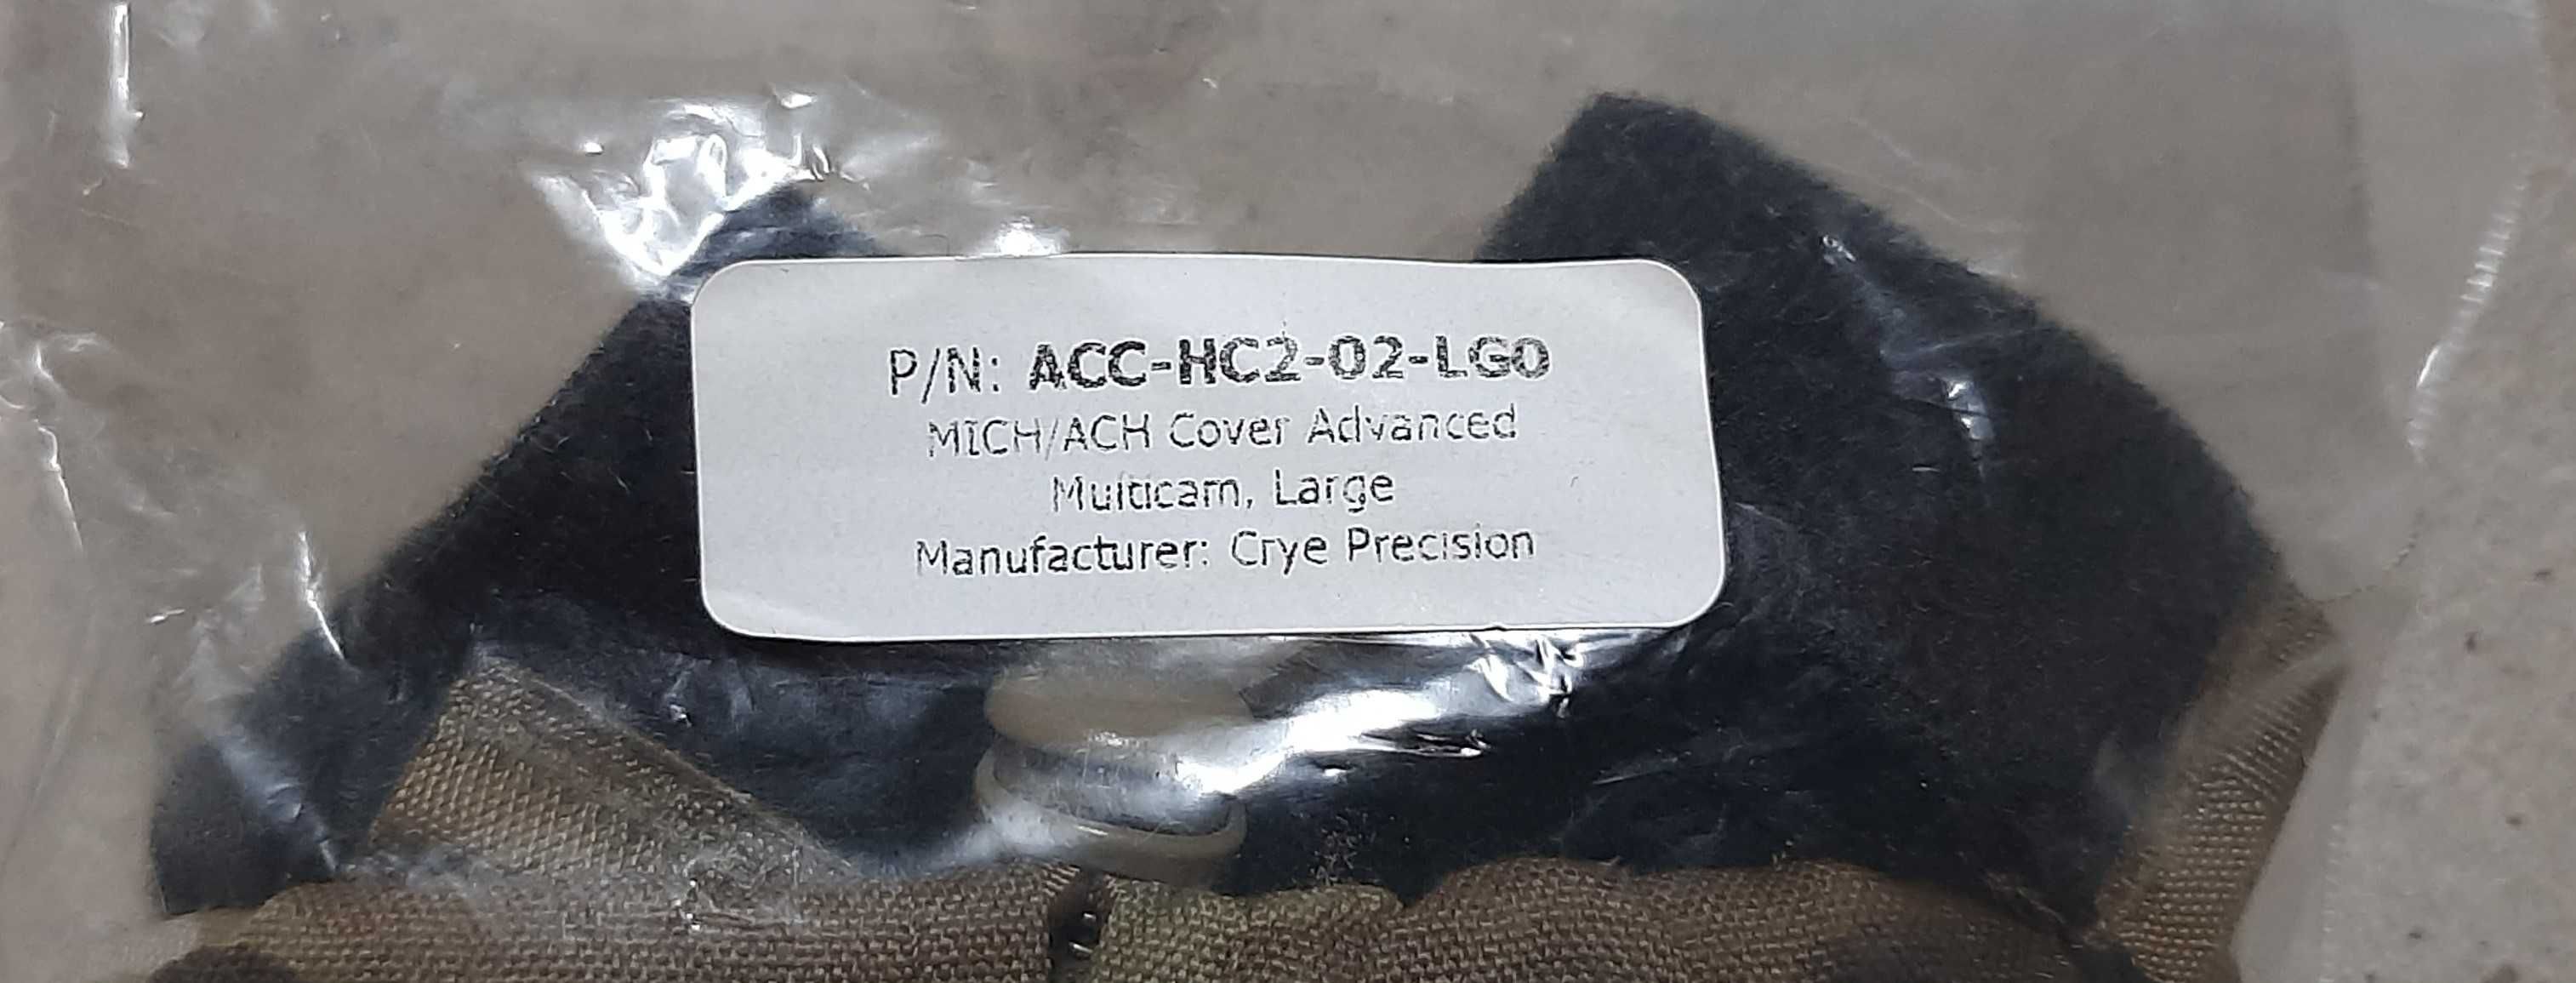 P/N: ACC-HC2-02-LG0
MICH/ACH Cover Advanced
Multicam, Large
Manufacturer: Crye Precision